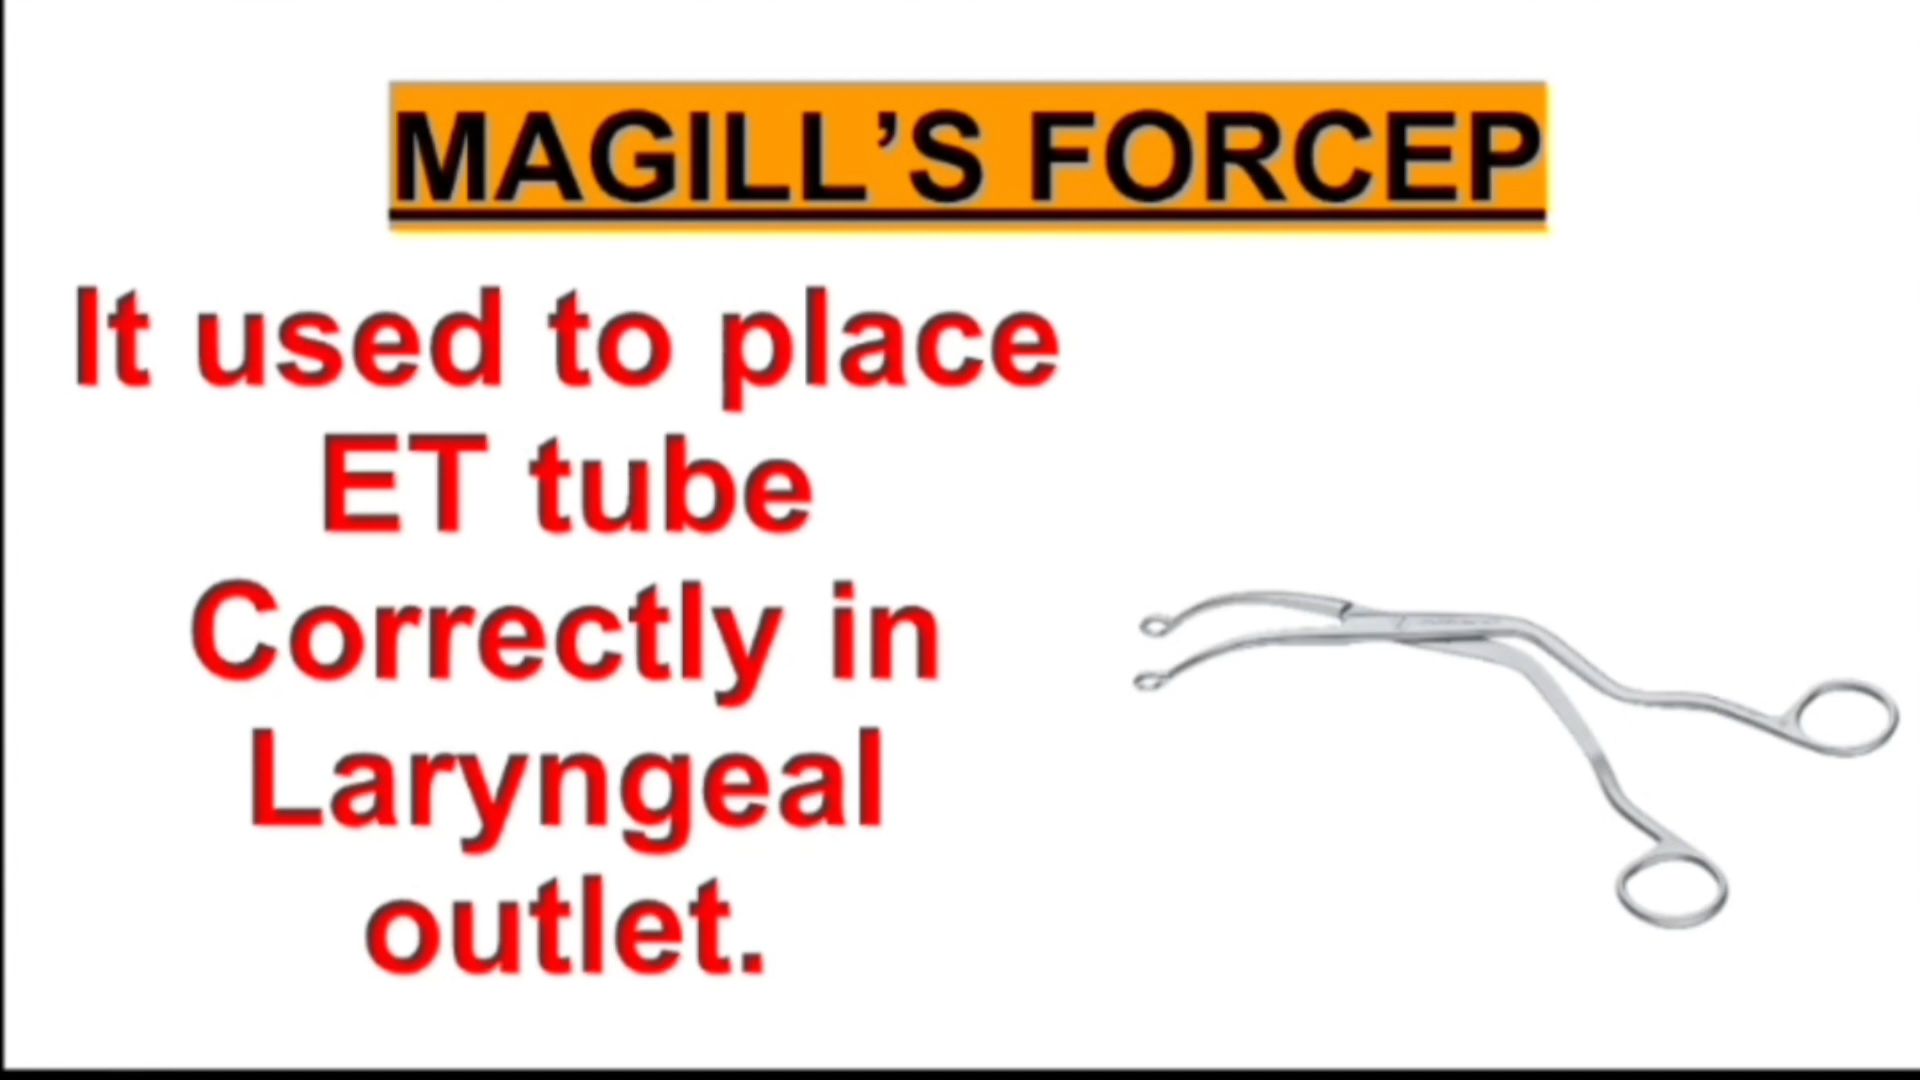 MAGILL’S FORCEP
It used to place
ET tube
Correctly in
Laryngeal
outlet.